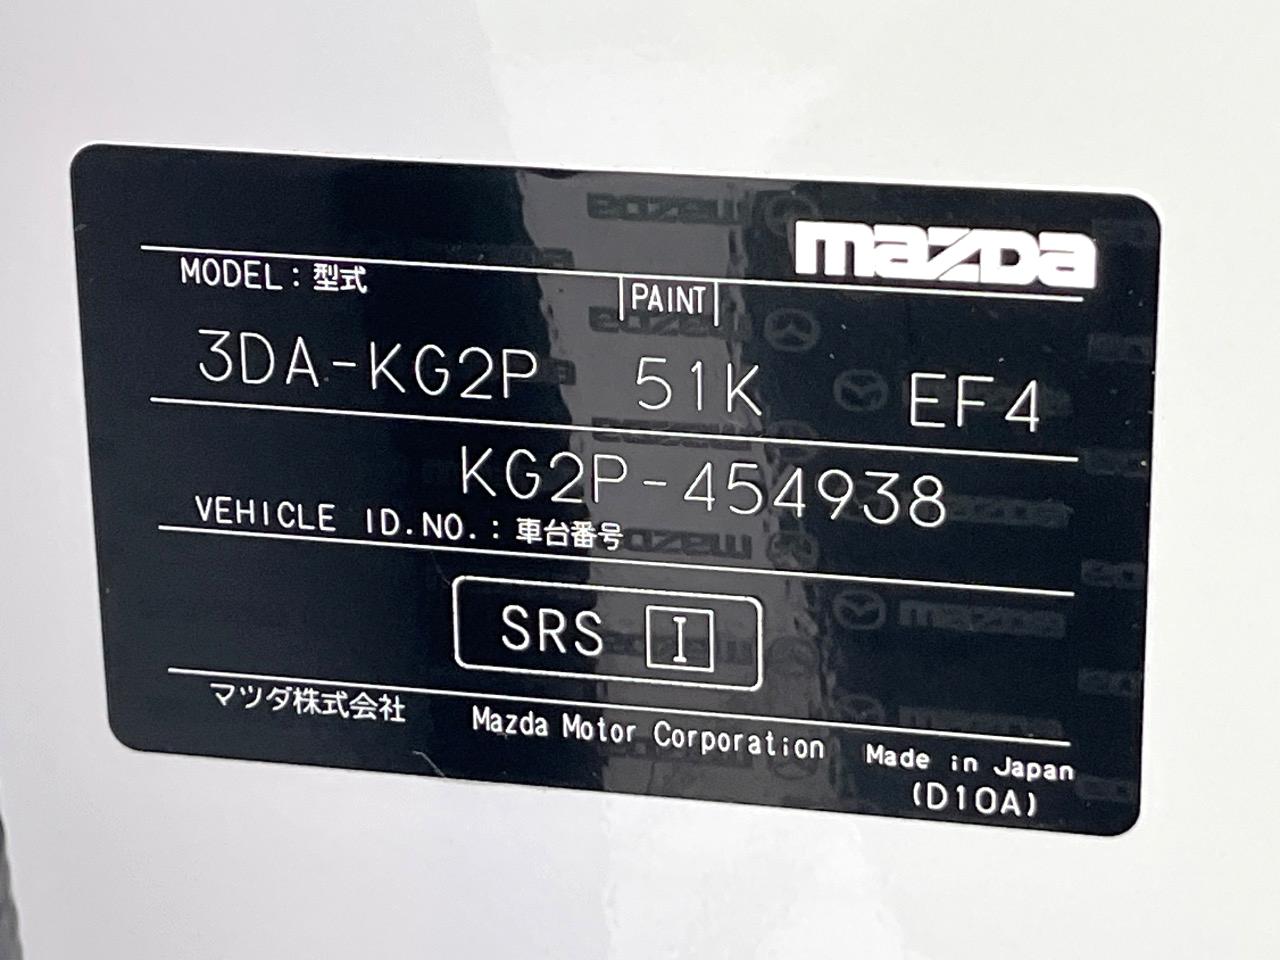 mazda
MODEL:型式 PAINT
3DA-KG2P 51K EF4
KG2P-454938
VEHICLE ID.NO.:車台番号
SRS I
マツダ株式会社 Mazda Motor Corporation Made in Japan
(D10A)